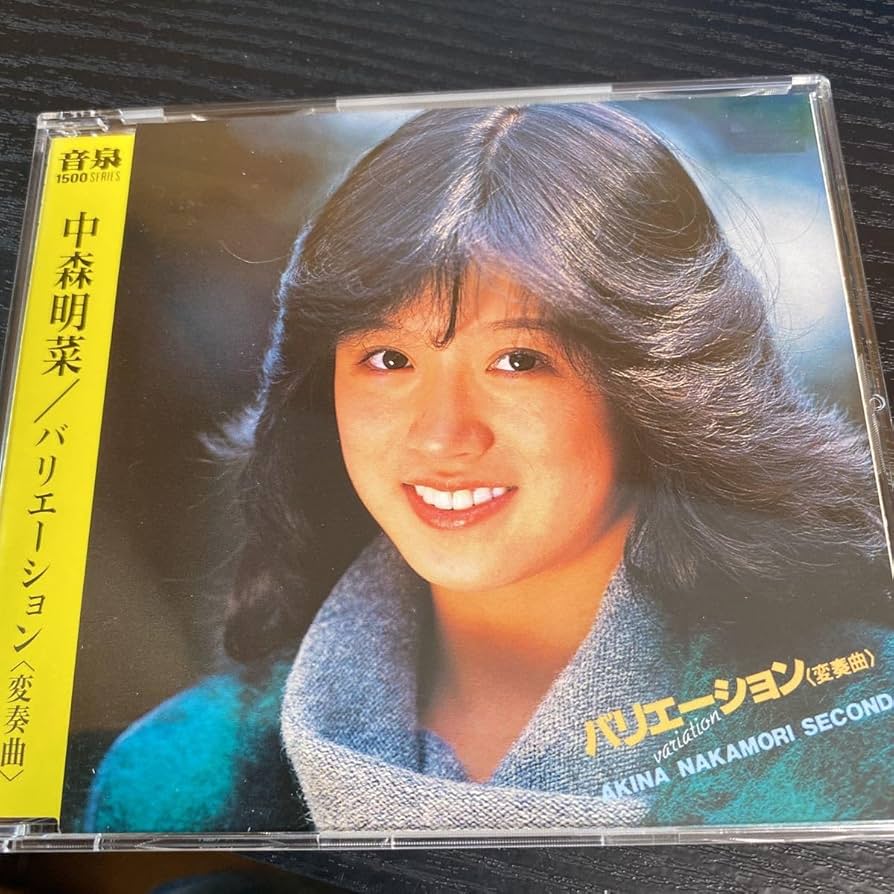 音泉
1500 SERIES
中森明菜/バリエーション〈変奏曲〉
バリエーション〈変奏曲〉
variation
AKINA NAKAMORI SECOND